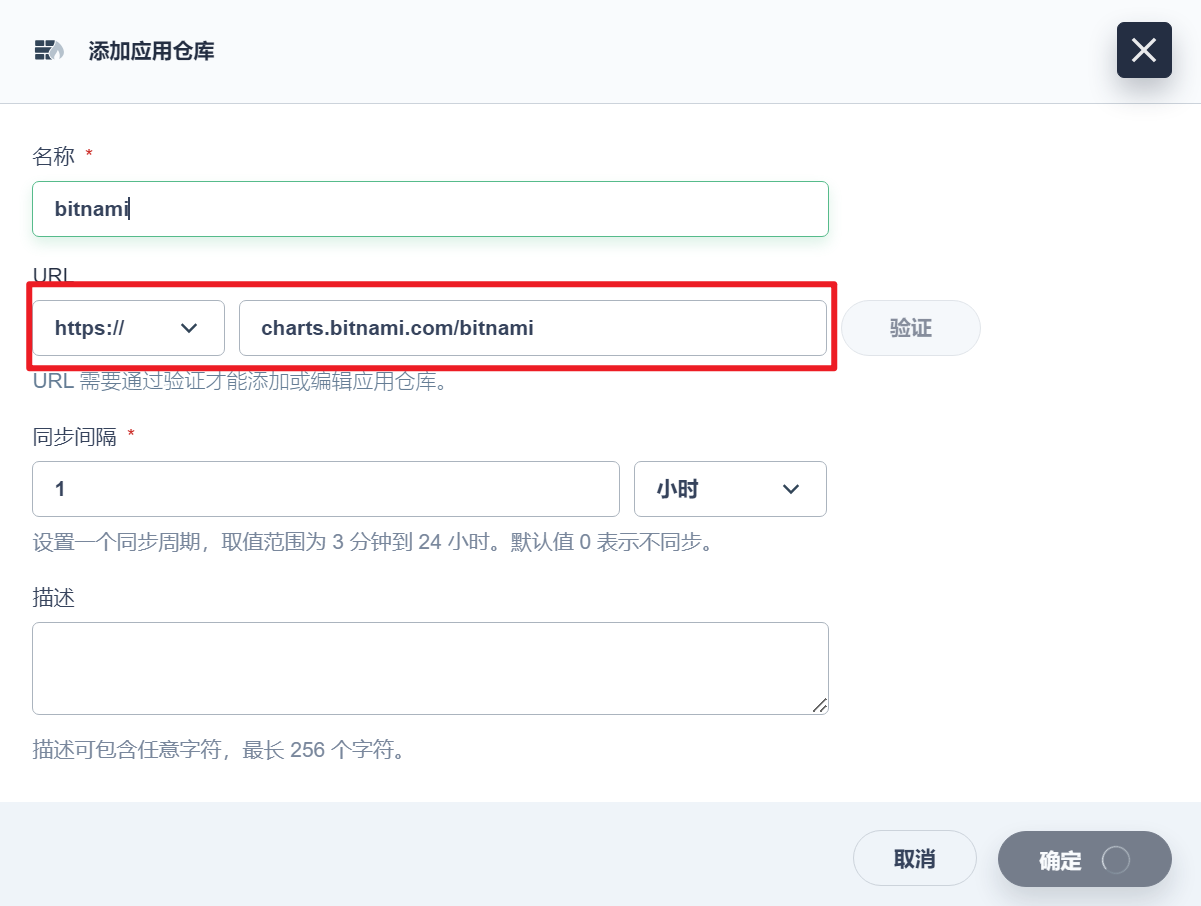 添加应用仓库
名称 *
bitnami
URL
https:// charts.bitnami.com/bitnami 验证
URL 需要通过验证才能添加或编辑应用仓库。
同步间隔 *
1 小时
设置一个同步周期，取值范围为 3 分钟到 24 小时。默认值 0 表示不同步。
描述
描述可包含任意字符，最长 256 个字符。
取消 确定